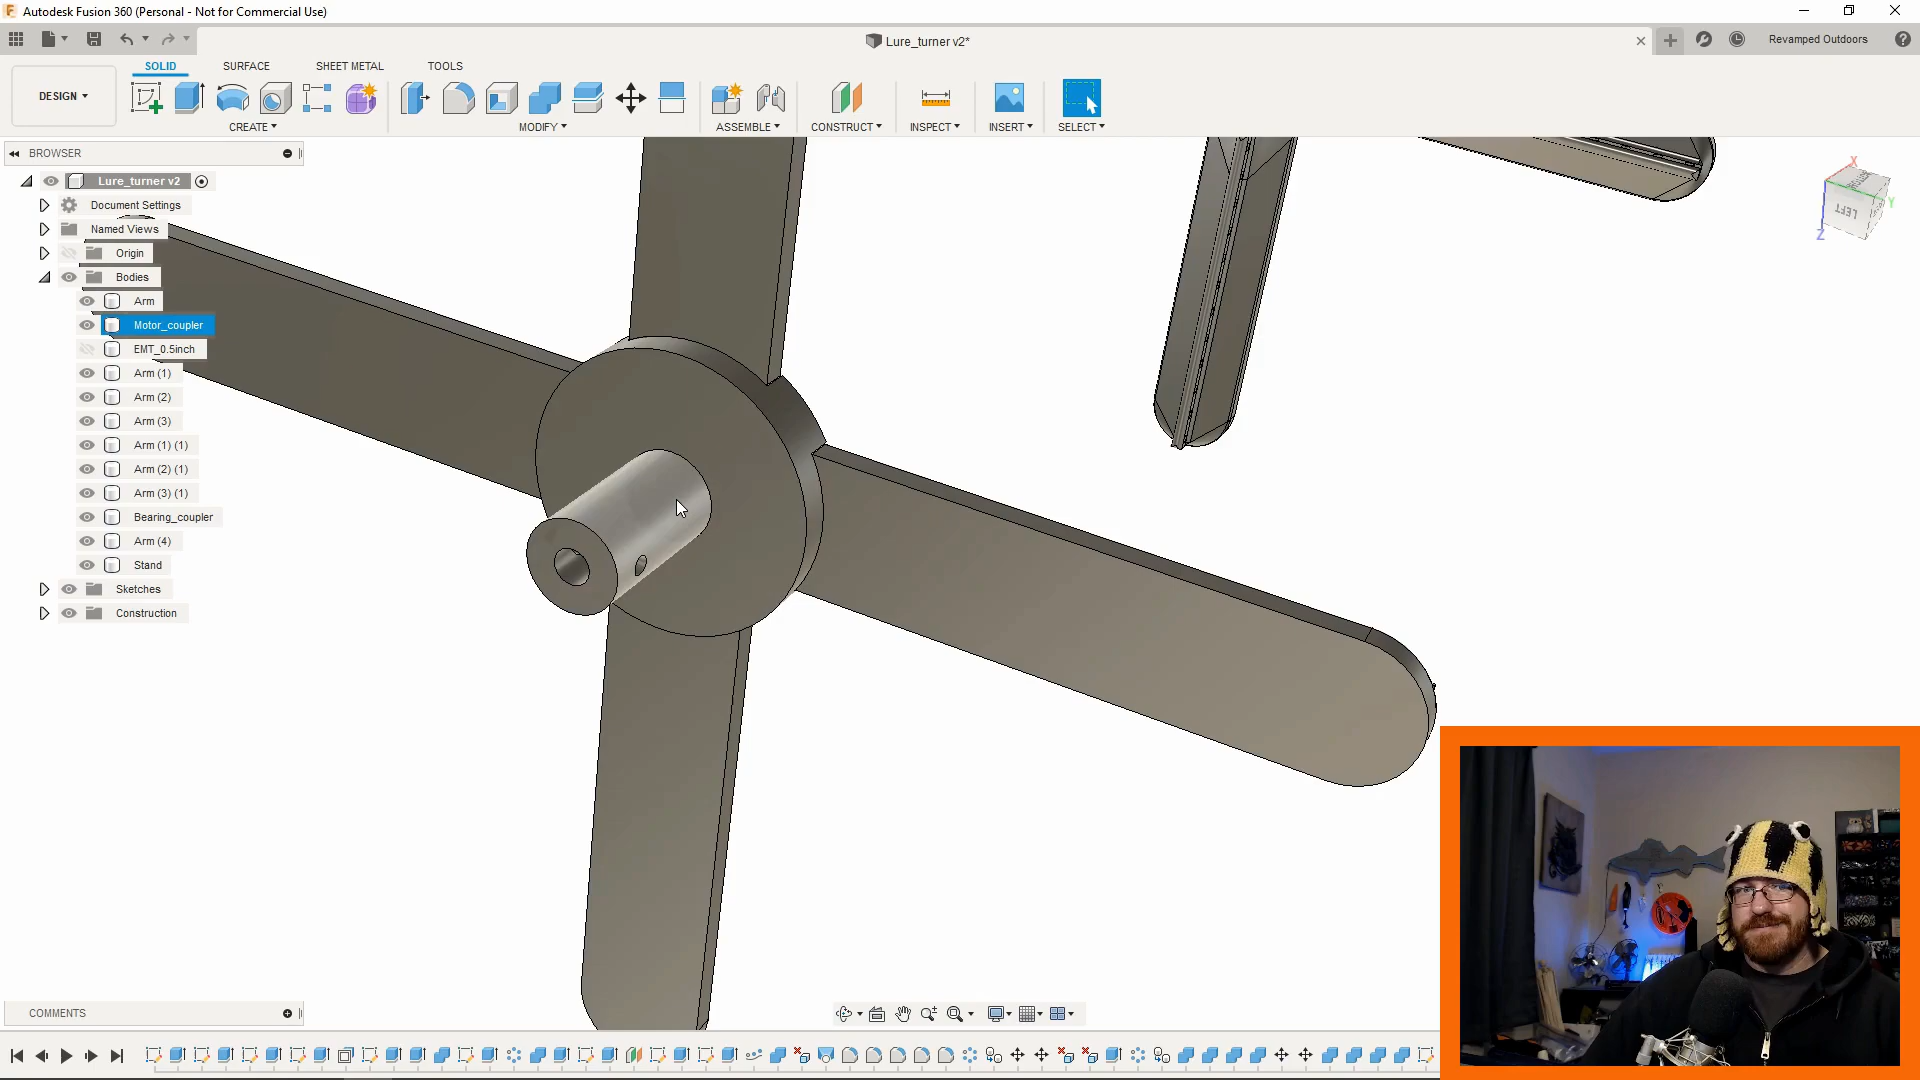 Autodesk Fusion 360 (Personal - Not for Commercial Use)
Lure_turner v2*
Revamped Outdoors
SOLID SURFACE SHEET METAL TOOLS
DESIGN
CREATE MODIFY ASSEMBLE CONSTRUCT INSPECT INSERT SELECT
BROWSER
Lure_turner v2
Document Settings
Named Views
Origin
Bodies
Arm
Motor_coupler
EMT_0.5inch
Arm (1)
Arm (2)
Arm (3)
Arm (1) (1)
Arm (2) (1)
Arm (3) (1)
Bearing_coupler
Arm (4)
Stand
Sketches
Construction
X
LEFT
Y
Z
COMMENTS